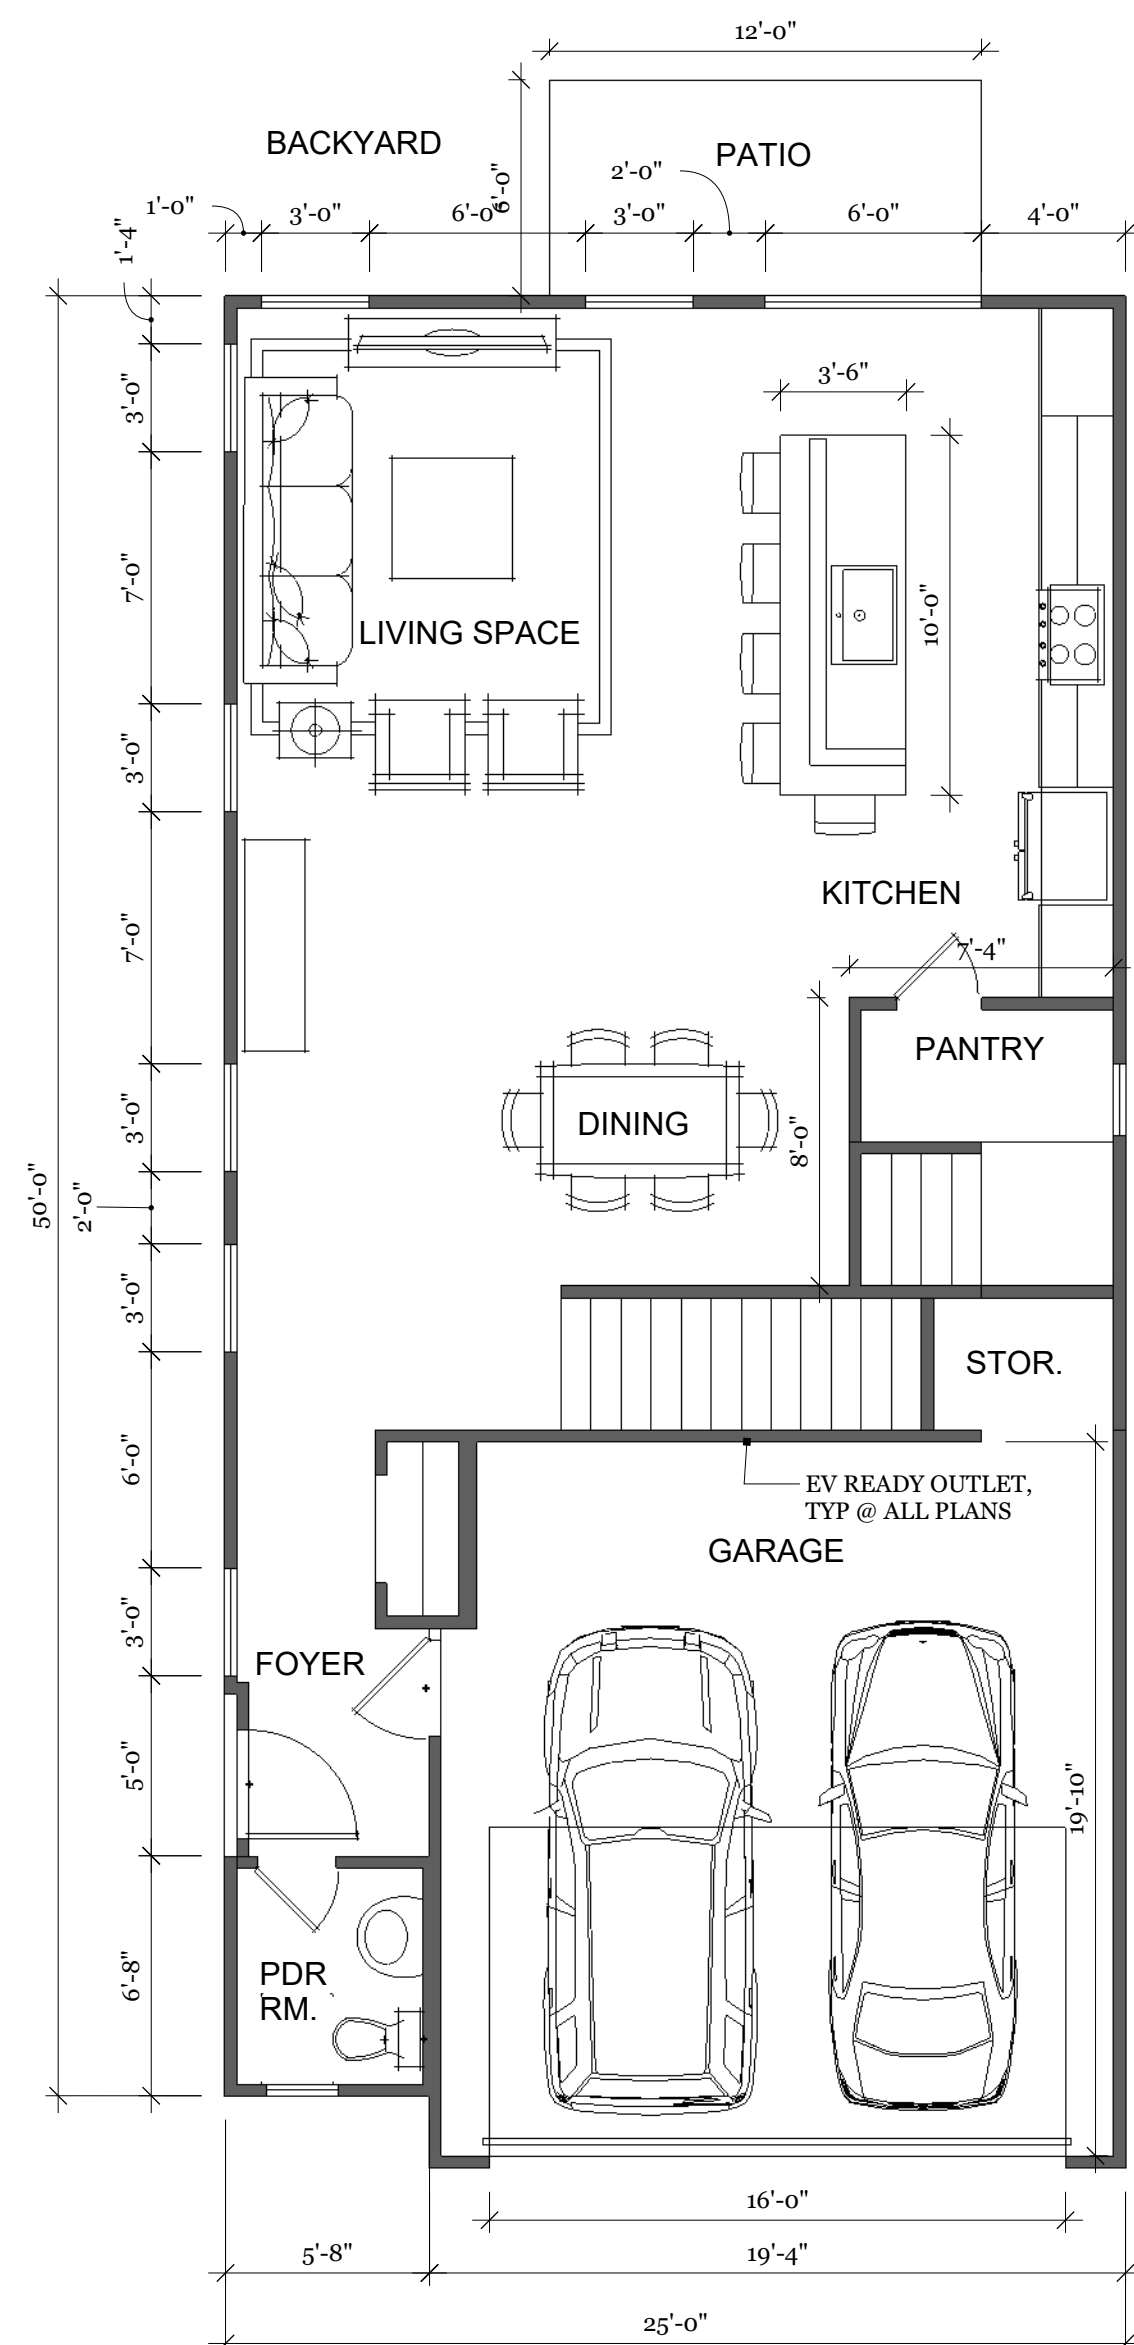 12'-0"
BACKYARD
PATIO
6'-0"
2'-0"
1'-0"
3'-0"
6'-0"
3'-0"
6'-0"
4'-0"
1'-4"
3'-6"
3'-0"
10'-0"
7'-0"
LIVING SPACE
3'-0"
KITCHEN
7'-4"
7'-0"
PANTRY
DINING
3'-0"
8'-0"
50'-0"
2'-0"
3'-0"
STOR.
6'-0"
EV READY OUTLET,
TYP @ ALL PLANS
GARAGE
3'-0"
FOYER
5'-0"
19'-10"
PDR
RM.
6'-8"
16'-0"
5'-8"
19'-4"
25'-0"